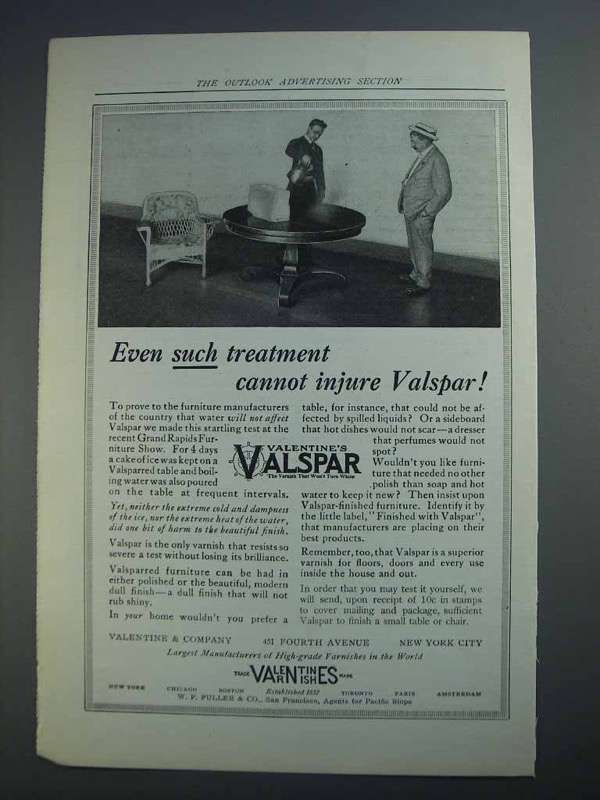 THE OUTLOOK ADVERTISING SECTION
Even such treatment
cannot injure Valspar!
To prove to the furniture manufacturers
of the country that water will not affect
Valspar we made this startling test at the
recent Grand Rapids Fur-
niture Show. For 4 days
a cake of ice was kept on a
Valsparred table and boil-
ing water was also poured
on the table at frequent intervals.
Yet, neither the extreme cold and dampness
of the ice, nor the extreme heat of the water,
did one bit of harm to the beautiful finish.
Valspar is the only varnish that resists so
severe a test without losing its brilliance.
Valsparred furniture can be had in
either polished or the beautiful, modern
dull finish—a dull finish that will not
rub shiny.
In your home wouldn't you prefer a
VALENTINE'S
VALSPAR
The Varnish That Won't Turn White
table, for instance, that could not be af-
fected by spilled liquids? Or a sideboard
that hot dishes would not scar—a dresser
that perfumes would not
spot?
Wouldn't you like furni-
ture that needed no other
polish than soap and hot
water to keep it new? Then insist upon
Valspar-finished furniture. Identify it by
the little label, "Finished with Valspar",
that manufacturers are placing on their
best products.
Remember, too, that Valspar is a superior
varnish for floors, doors and every use
inside the house and out.
In order that you may test it yourself, we
will send, upon receipt of 10c in stamps
to cover mailing and package, sufficient
Valspar to finish a small table or chair.
VALENTINE & COMPANY 451 FOURTH AVENUE NEW YORK CITY
Largest Manufacturers of High-grade Varnishes in the World
TRADE VALENTINE'S VARNISHES MARK
NEW YORK CHICAGO BOSTON Established 1832 TORONTO PARIS AMSTERDAM
W. P. FULLER & CO., San Francisco, Agents for Pacific Slope